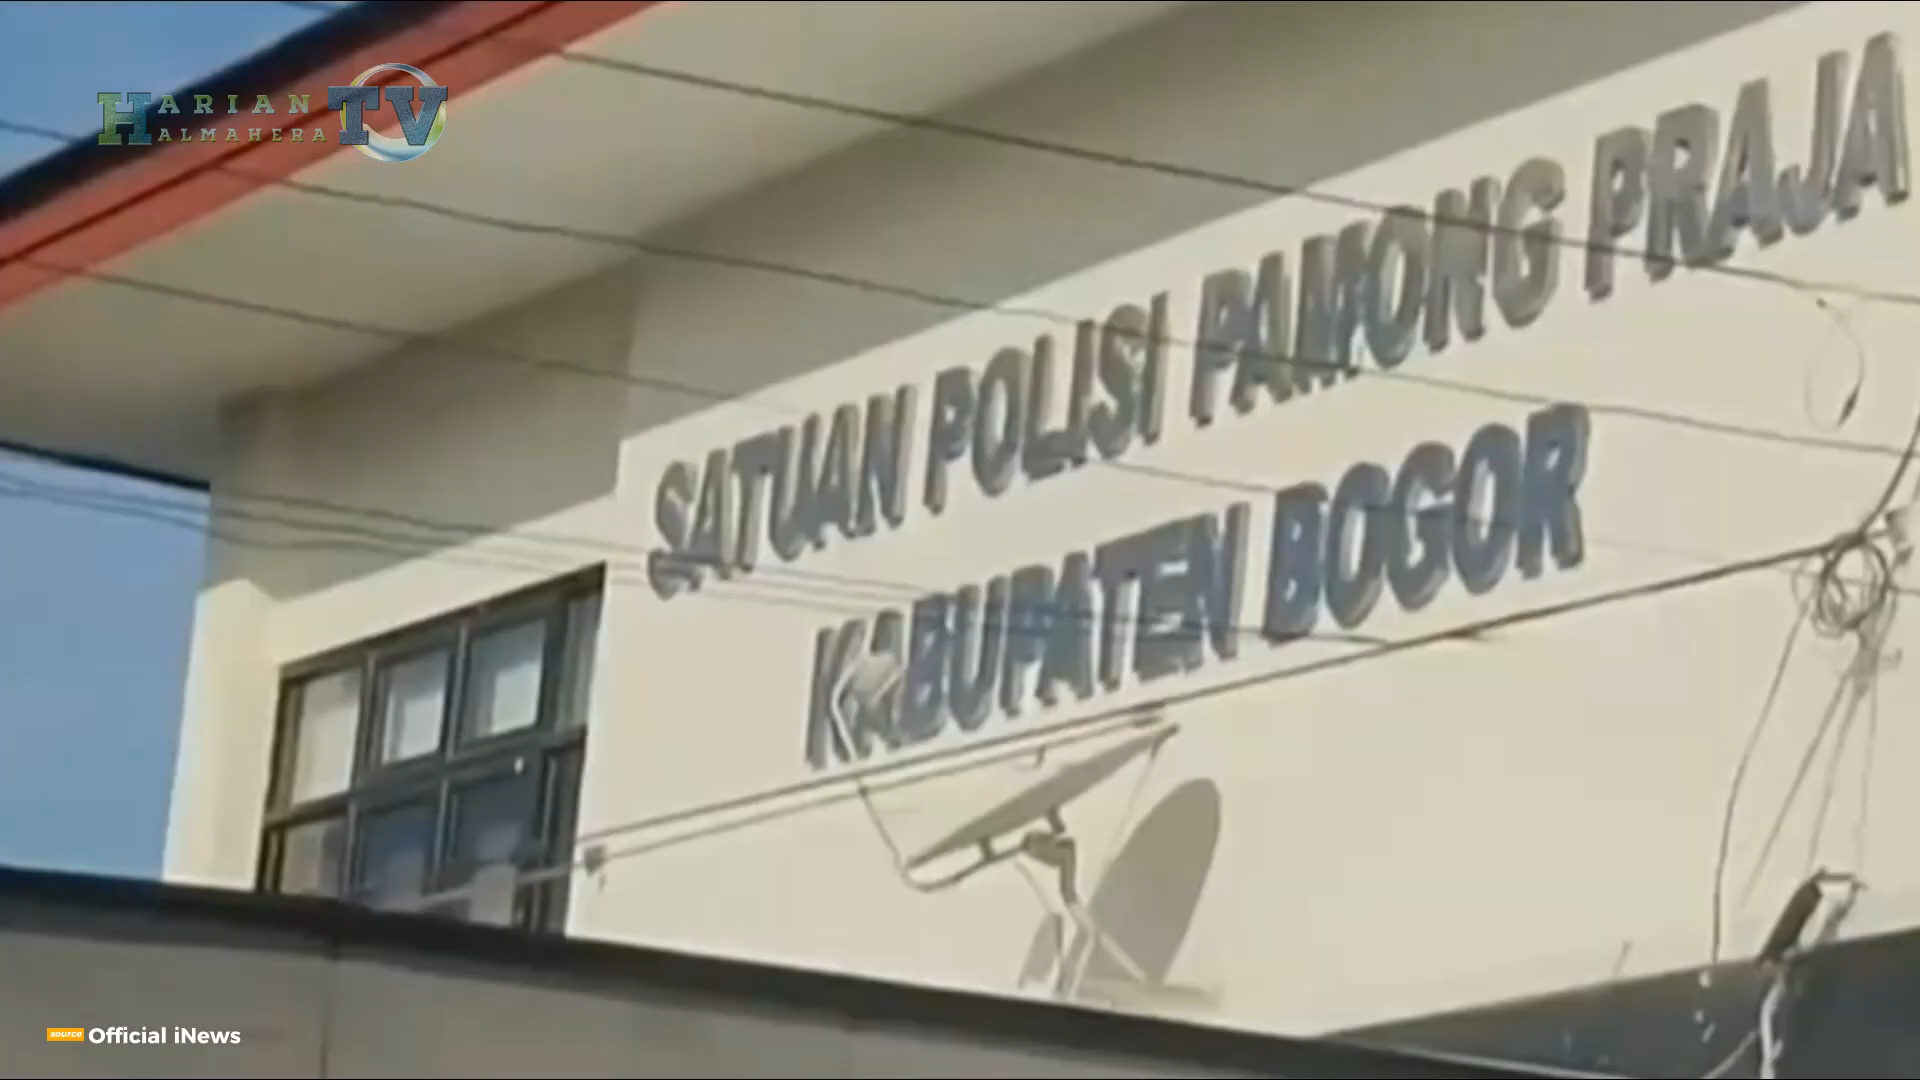 HARIAN
HALMAHERA
TV
SATUAN POLISI PAMONG PRAJA
KABUPATEN BOGOR
source Official iNews